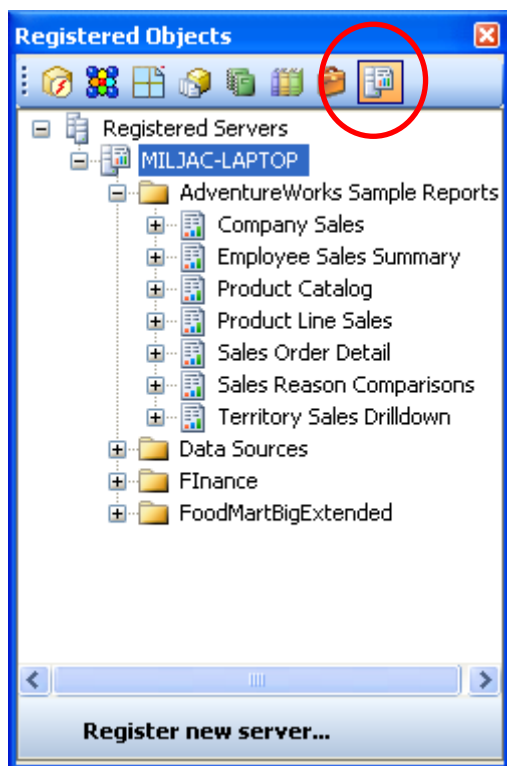 Registered Objects
Registered Servers
MILJAC-LAPTOP
AdventureWorks Sample Reports
Company Sales
Employee Sales Summary
Product Catalog
Product Line Sales
Sales Order Detail
Sales Reason Comparisons
Territory Sales Drilldown
Data Sources
FInance
FoodMartBigExtended
Register new server...